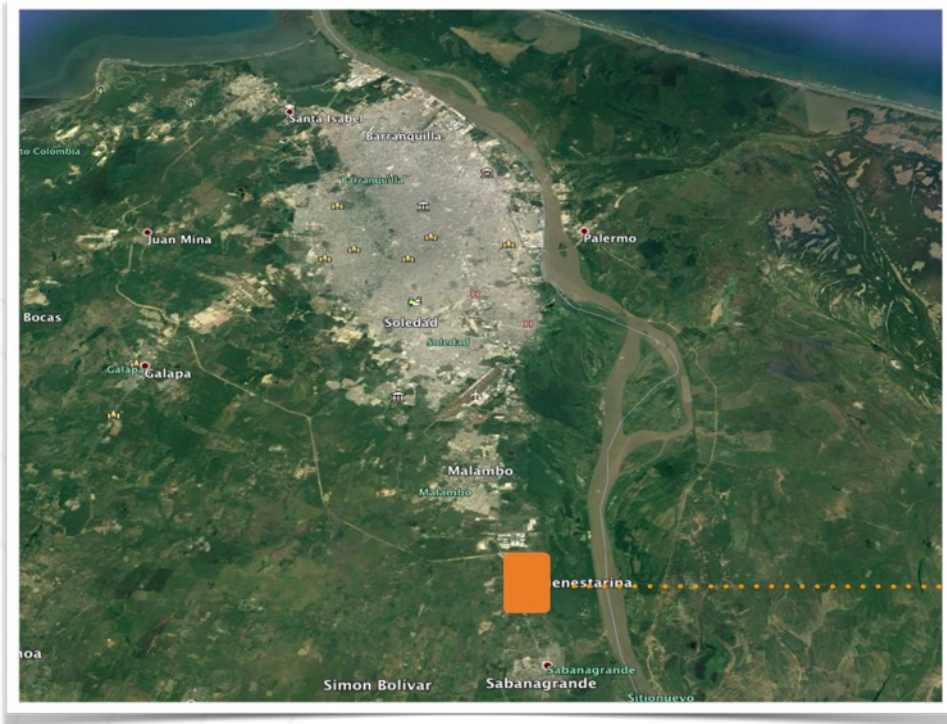 Santa Isabel
Barranquilla
to Colombia
Barranquilla
Juan Mina
Palermo
Bocas
Soledad
Soledad
Galapa
Galapa
Malambo
Malambo
enestarina
noa
Sabanagrande
Simon Bolívar
Sabanagrande
Sitionuevo